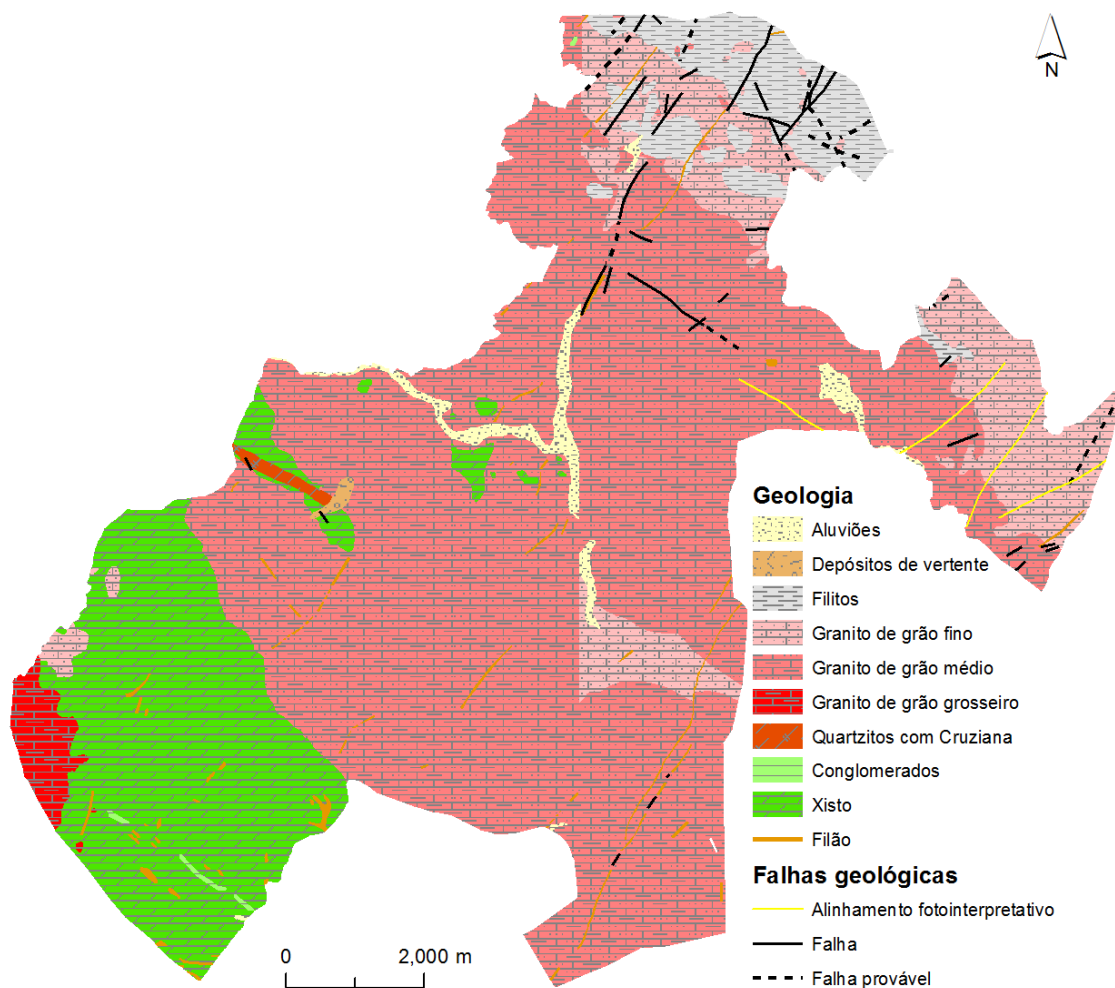 N
Geologia
Aluviões
Depósitos de vertente
Filitos
Granito de grão fino
Granito de grão médio
Granito de grão grosseiro
Quartzitos com Cruziana
Conglomerados
Xisto
Filão
Falhas geológicas
Alinhamento fotointerpretativo
Falha
Falha provável
0 2,000 m